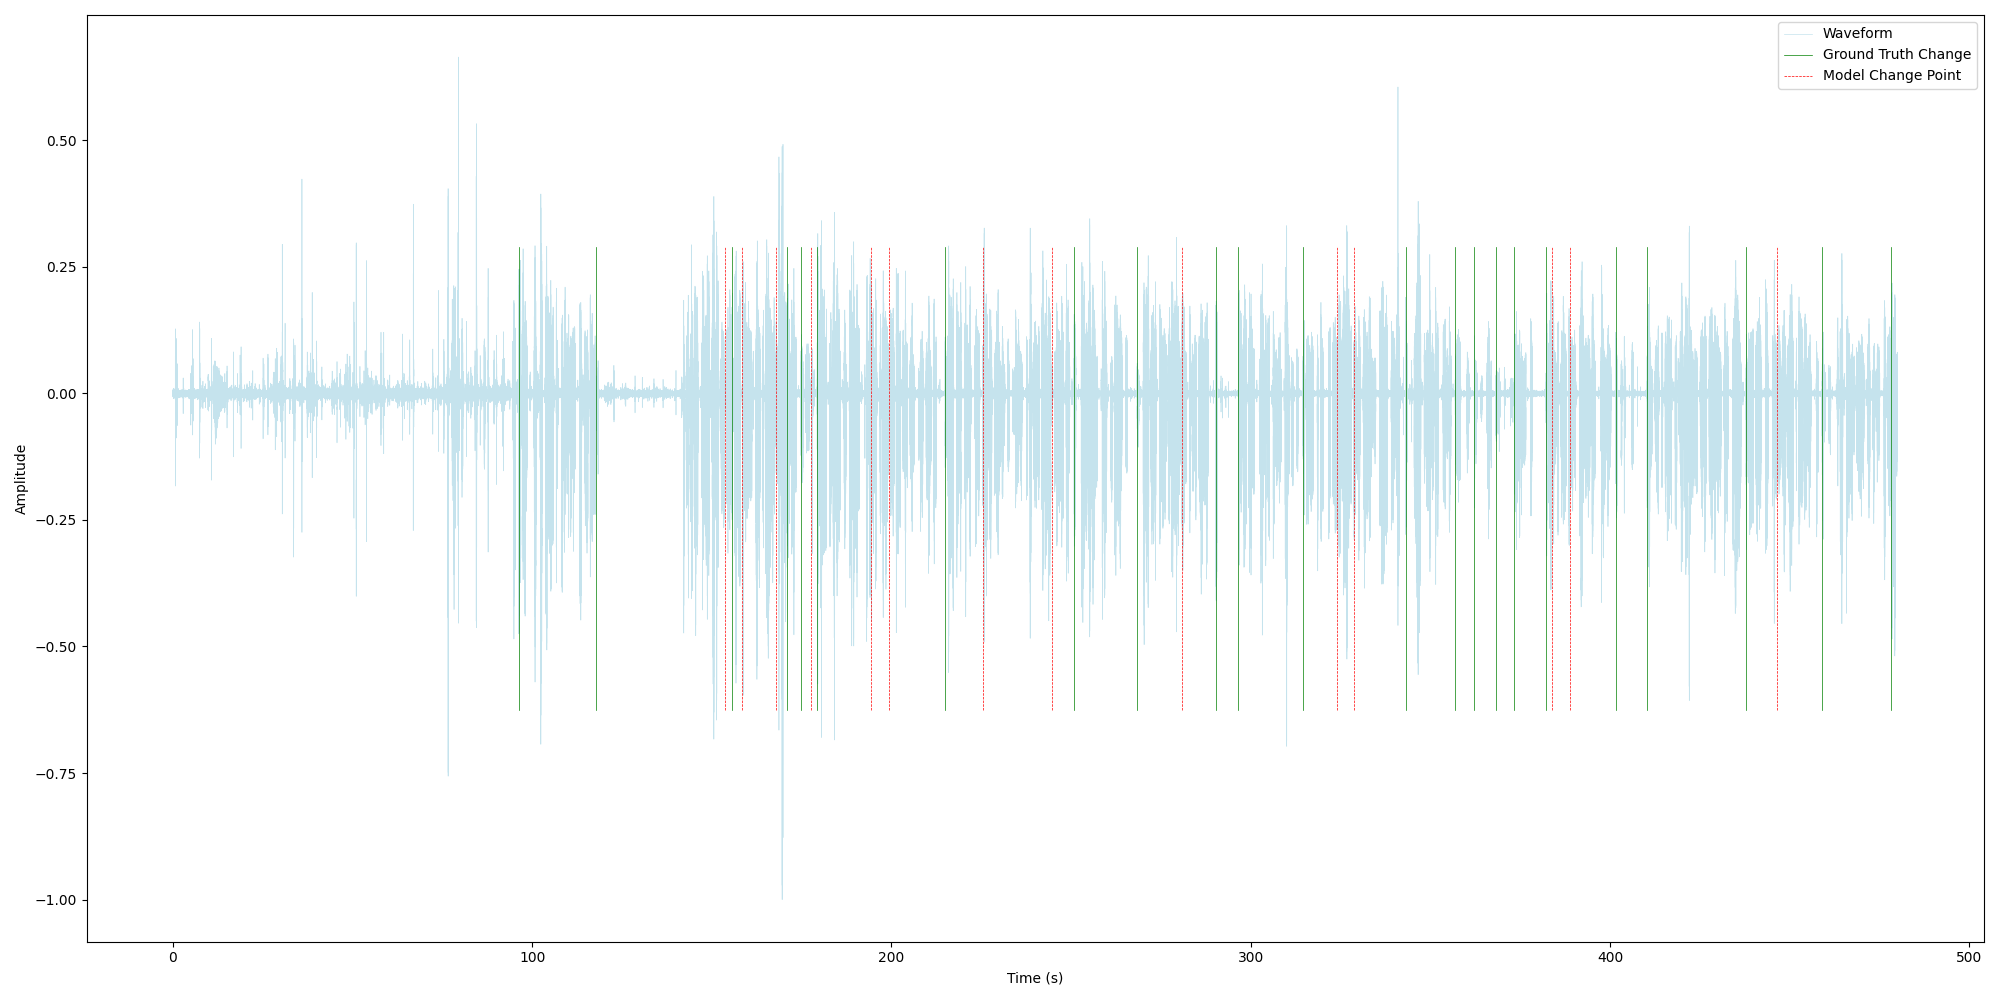 Waveform
Ground Truth Change
Model Change Point
Amplitude
0.50
0.25
0.00
−0.25
−0.50
−0.75
−1.00
0 100 200 300 400 500
Time (s)